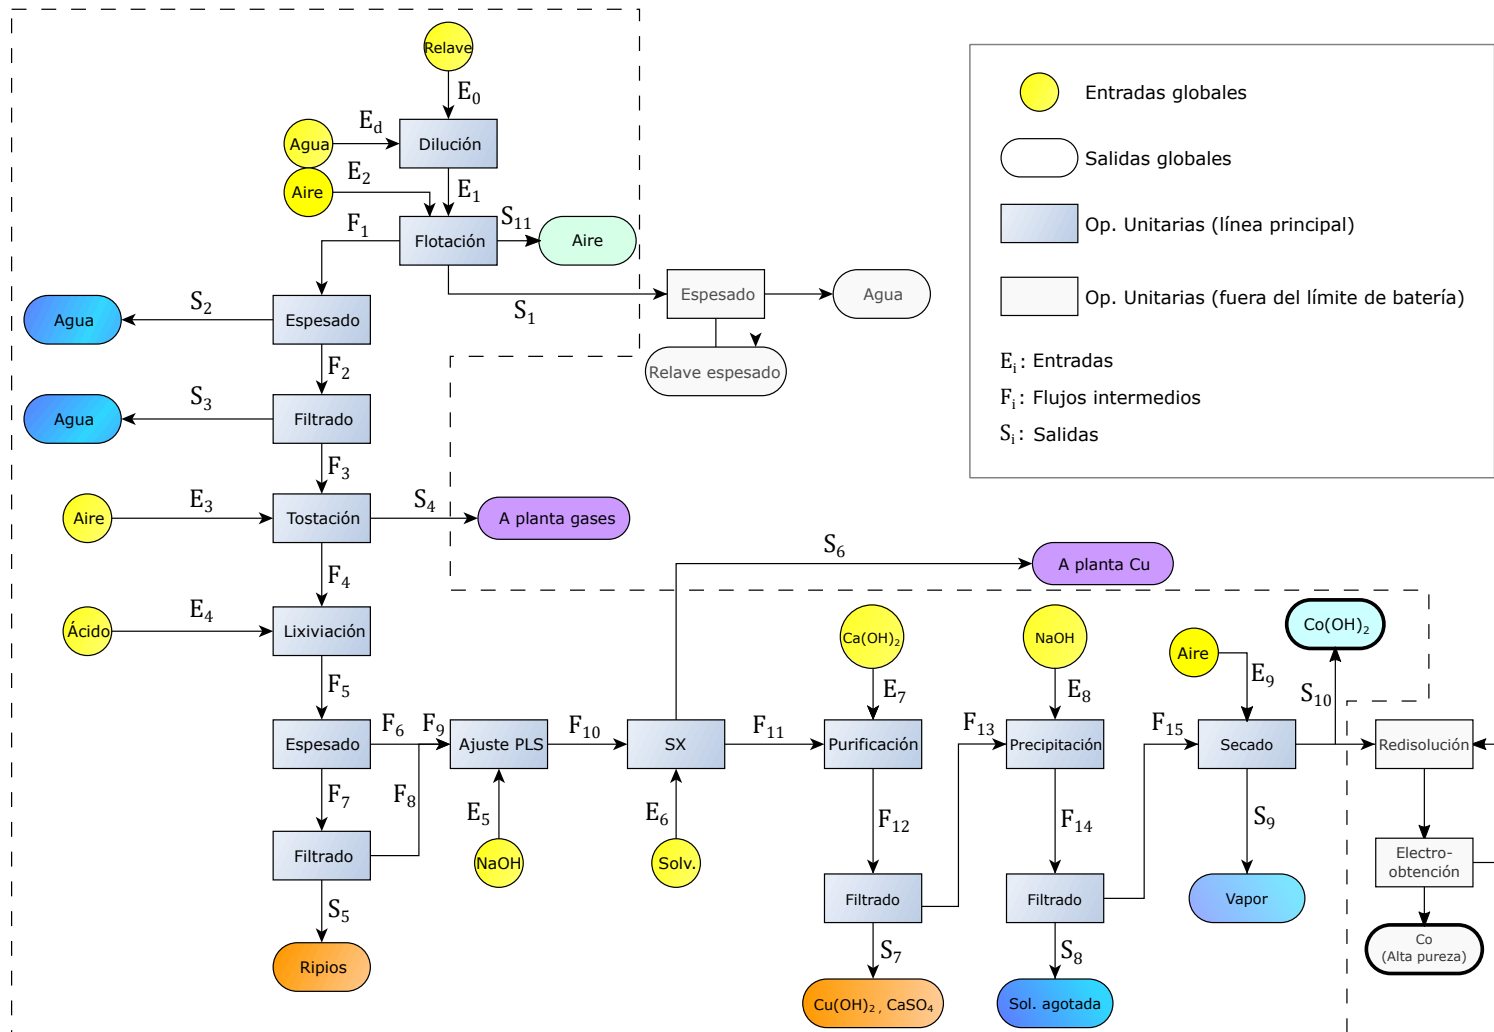 Relave
E0
Ed
Agua
Dilución
E2
Aire
E1
F1
Flotación
S11
Aire
S1
Espesado
Agua
Relave espesado
S2
Agua
Espesado
F2
S3
Agua
Filtrado
F3
Aire
E3
Tostación
S4
A planta gases
F4
Ácido
E4
Lixiviación
F5
Espesado
F6
F9
Ajuste PLS
F10
SX
F11
F7
F8
E5
NaOH
E6
Solv.
Filtrado
S5
Ripios
S6
A planta Cu
Ca(OH)2
E7
Purificación
F12
Filtrado
S7
Cu(OH)2 , CaSO4
F13
NaOH
E8
Precipitación
F14
Filtrado
S8
Sol. agotada
F15
Aire
E9
Secado
S9
Vapor
Co(OH)2
S10
Redisolución
Electro-
obtención
Co
(Alta pureza)
Entradas globales
Salidas globales
Op. Unitarias (línea principal)
Op. Unitarias (fuera del límite de batería)
Ei: Entradas
Fi: Flujos intermedios
Si: Salidas